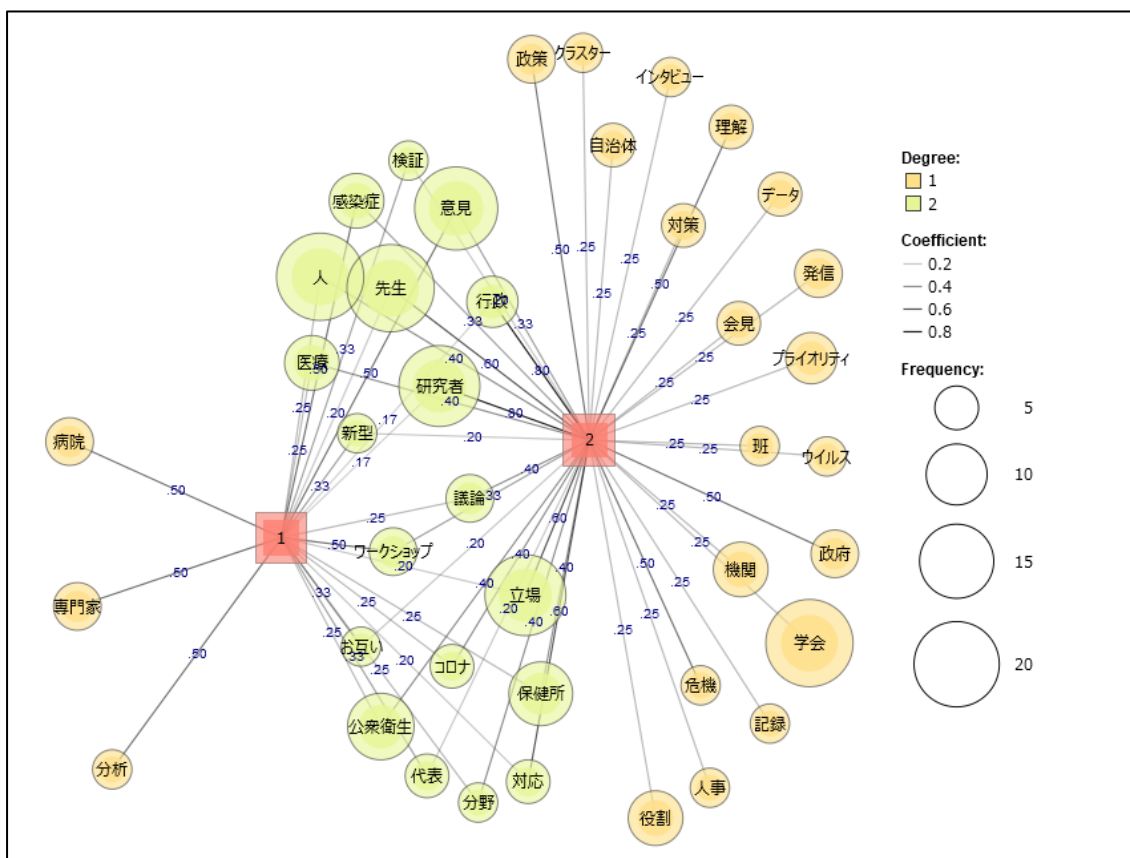 政策
クラスター
インタビュー
理解
自治体
データ
対策
発信
会見
プライオリティ
班
ウイルス
政府
機関
学会
危機
記録
人事
役割
検証
感染症
意見
人
先生
行政
医療
研究者
新型
議論
ワークショップ
立場
お互い
コロナ
保健所
公衆衛生
代表
分野
対応
病院
専門家
分析
1
2
.50
.25
.25
.25
.50
.25
.25
.25
.25
.25
.25
.25
.50
.25
.25
.50
.25
.25
.25
.33
.33
.33
.40
.60
.80
.50
.25
.20
.40
.80
.25
.17
.20
.33
.17
.40
.33
.25
.50
.20
.20
.60
.40
.40
.40
.60
.20
.40
.25
.25
.33
.25
.20
.33
.25
.50
.50
.50
Degree:
1
2
Coefficient:
0.2
0.4
0.6
0.8
Frequency:
5
10
15
20